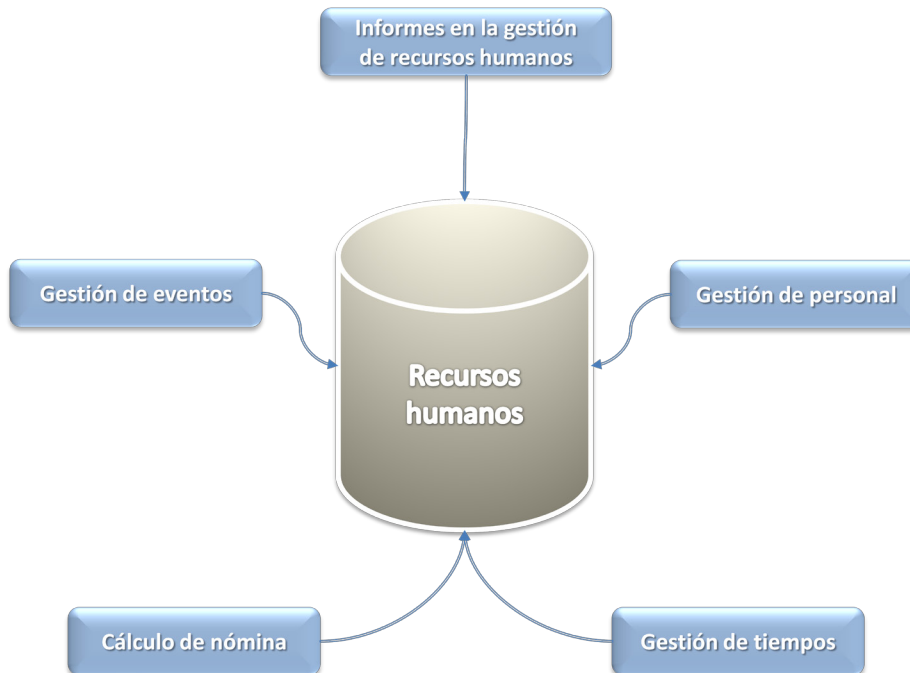 Informes en la gestión
de recursos humanos
Gestión de eventos
Gestión de personal
Recursos
humanos
Cálculo de nómina
Gestión de tiempos